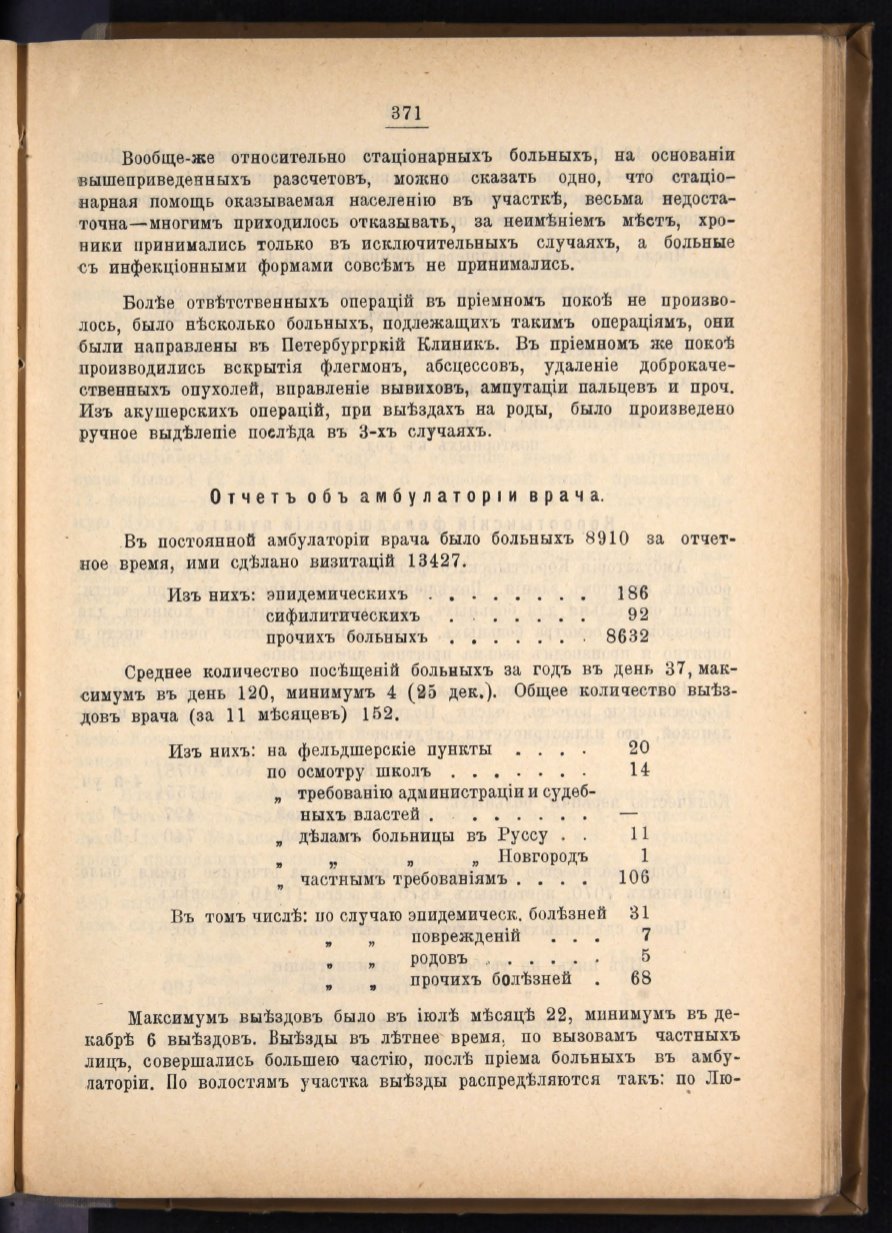 371
Вообще-же относительно стаціонарныхъ больныхъ, на основаніи
вышеприведенныхъ разсчетовъ, можно сказать одно, что стаціо-
нарная помощь оказываемая населенію въ участкѣ, весьма недоста-
точна—многимъ приходилось отказывать, за неимѣніемъ мѣстъ, хро-
ники принимались только въ исключительныхъ случаяхъ, а больные
съ инфекціонными формами совсѣмъ не принимались.
Болѣе отвѣтственныхъ операцій въ пріемномъ покоѣ не произво-
лось, было нѣсколько больныхъ, подлежащихъ такимъ операціямъ, они
были направлены въ Петербургркій Клиникъ. Въ пріемномъ же покоѣ
производились вскрытія флегмонъ, абсцессовъ, удаленіе доброкаче-
ственныхъ опухолей, вправленіе вывиховъ, ампутаціи пальцевъ и проч.
Изъ акушерскихъ операцій, при выѣздахъ на роды, было произведено
ручное выдѣлепіе послѣда въ 3-хъ случаяхъ.
Отчетъ объ амбулаторіи врача.
Въ постоянной амбулаторіи врача было больныхъ 8910 за отчет-
ное время, ими сдѣлано визитацій 13427.
Изъ нихъ: эпидемическихъ . . . . . . . . 186
сифилитическихъ . . . . . . . 92
прочихъ больныхъ . . . . . . . 8632
Среднее количество посѣщеній больныхъ за годъ въ день 37, мак-
симумъ въ день 120, минимумъ 4 (25 дек.). Общее количество выѣз-
довъ врача (за 11 мѣсяцевъ) 152.
Изъ нихъ: на фельдшерскіе пункты . . . . 20
по осмотру школъ . . . . . . . 14
„ требованію администраціи и судеб-
ныхъ властей . . . . . . . —
„ дѣламъ больницы въ Руссу . . 11
„ „ „ „ Новгородъ 1
„ частнымъ требованіямъ . . . . 106
Въ томъ числѣ: по случаю эпидемическ. болѣзней 31
„ „ поврежденій . . . 7
„ „ родовъ . . . . . . 5
„ „ прочихъ болѣзней . 68
Максимумъ выѣздовъ было въ іюлѣ мѣсяцѣ 22, минимумъ въ де-
кабрѣ 6 выѣздовъ. Выѣзды въ лѣтнее время, по вызовамъ частныхъ
лицъ, совершались большею частію, послѣ пріема больныхъ въ амбу-
латоріи. По волостямъ участка выѣзды распредѣляются такъ: по Лю-